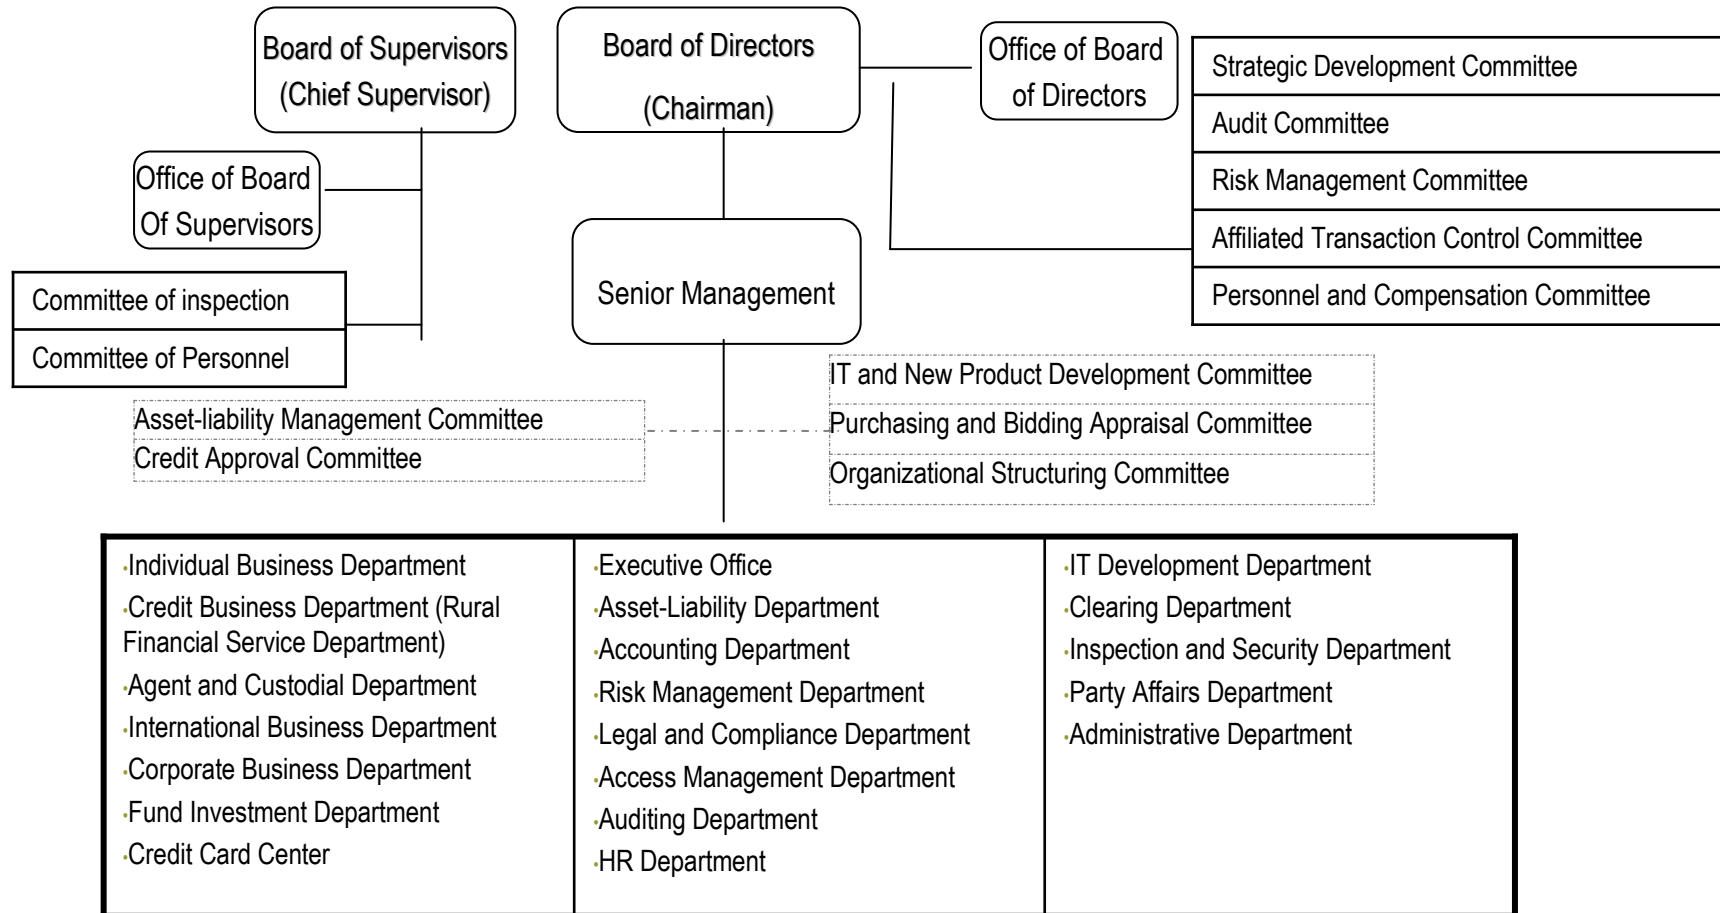 Board of Supervisors
(Chief Supervisor)
Board of Directors
(Chairman)
Office of Board
of Directors
Strategic Development Committee
Audit Committee
Risk Management Committee
Affiliated Transaction Control Committee
Personnel and Compensation Committee
Office of Board
Of Supervisors
Senior Management
Committee of inspection
Committee of Personnel
Asset-liability Management Committee
Credit Approval Committee
IT and New Product Development Committee
Purchasing and Bidding Appraisal Committee
Organizational Structuring Committee
•Individual Business Department
•Credit Business Department (Rural
Financial Service Department)
•Agent and Custodial Department
•International Business Department
•Corporate Business Department
•Fund Investment Department
•Credit Card Center
•Executive Office
•Asset-Liability Department
•Accounting Department
•Risk Management Department
•Legal and Compliance Department
•Access Management Department
•Auditing Department
•HR Department
•IT Development Department
•Clearing Department
•Inspection and Security Department
•Party Affairs Department
•Administrative Department